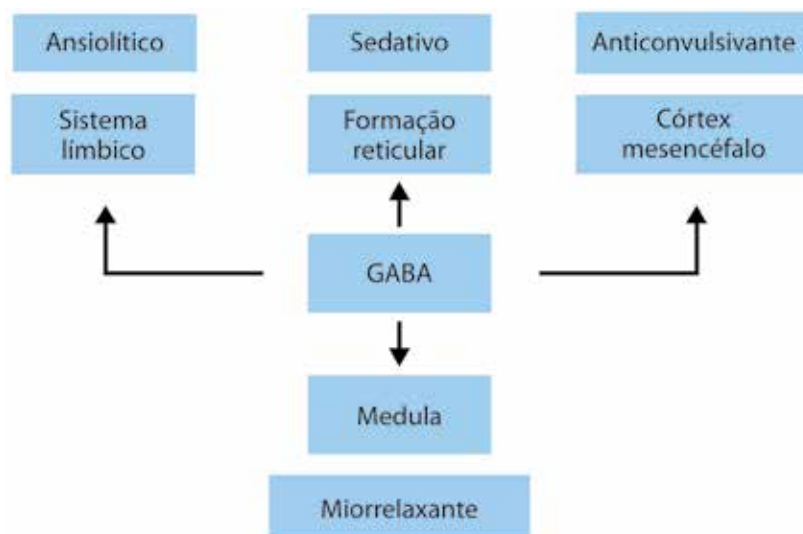 Ansiolítico
Sedativo
Anticonvulsivante
Sistema
límbico
Formação
reticular
Córtex
mesencéfalo
GABA
Medula
Miorrelaxante